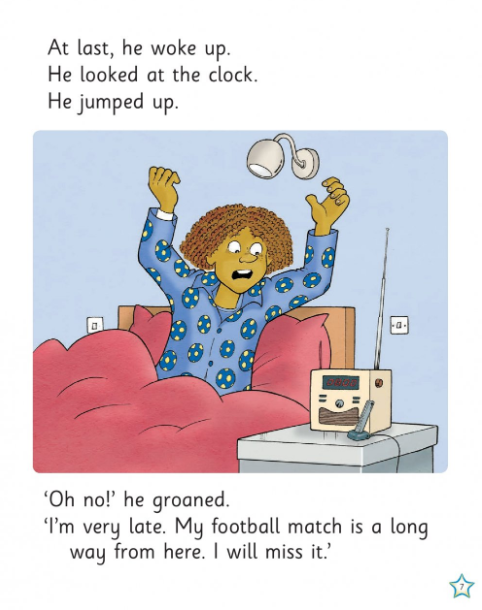 At last, he woke up.
He looked at the clock.
He jumped up.
‘Oh no!’ he groaned.
‘I’m very late. My football match is a long
way from here. I will miss it.’
7